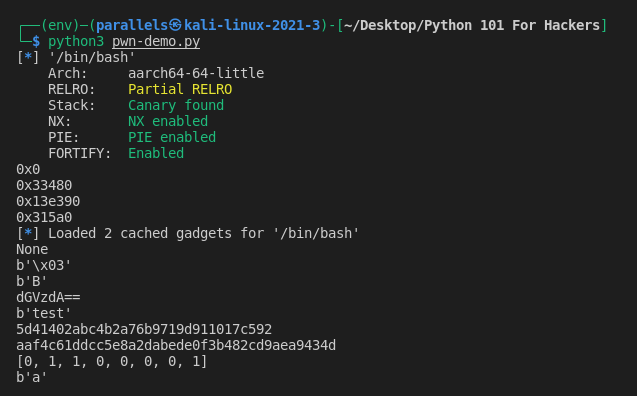 ┌──(env)─(parallels㉿kali-linux-2021-3)-[~/Desktop/Python 101 For Hackers]
└─$ python3 pwn-demo.py
[*] '/bin/bash'
    Arch:     aarch64-64-little
    RELRO:    Partial RELRO
    Stack:    Canary found
    NX:       NX enabled
    PIE:      PIE enabled
    FORTIFY:  Enabled
0x0
0x33480
0x13e390
0x315a0
[*] Loaded 2 cached gadgets for '/bin/bash'
None
b'\x03'
b'B'
dGVzdA==
b'test'
5d41402abc4b2a76b9719d911017c592
aaf4c61ddcc5e8a2dabede0f3b482cd9aea9434d
[0, 1, 1, 0, 0, 0, 0, 1]
b'a'